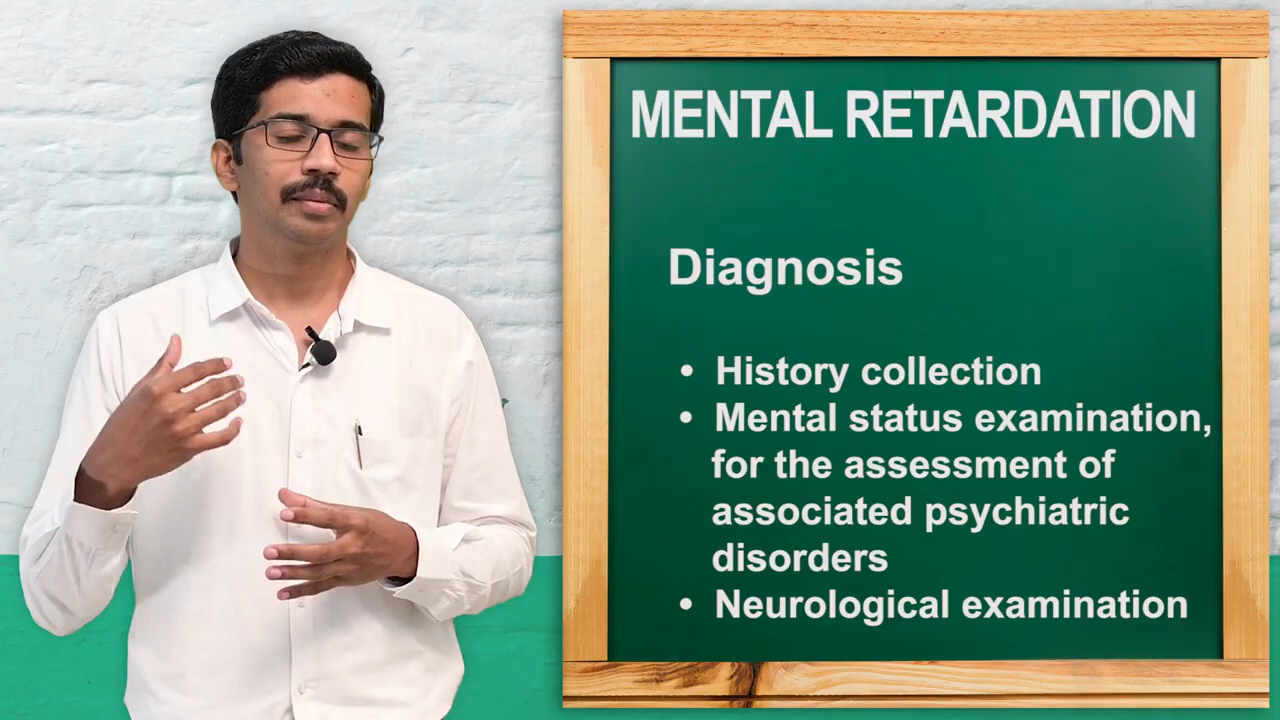 MENTAL RETARDATION
Diagnosis
• History collection
• Mental status examination,
for the assessment of
associated psychiatric
disorders
• Neurological examination